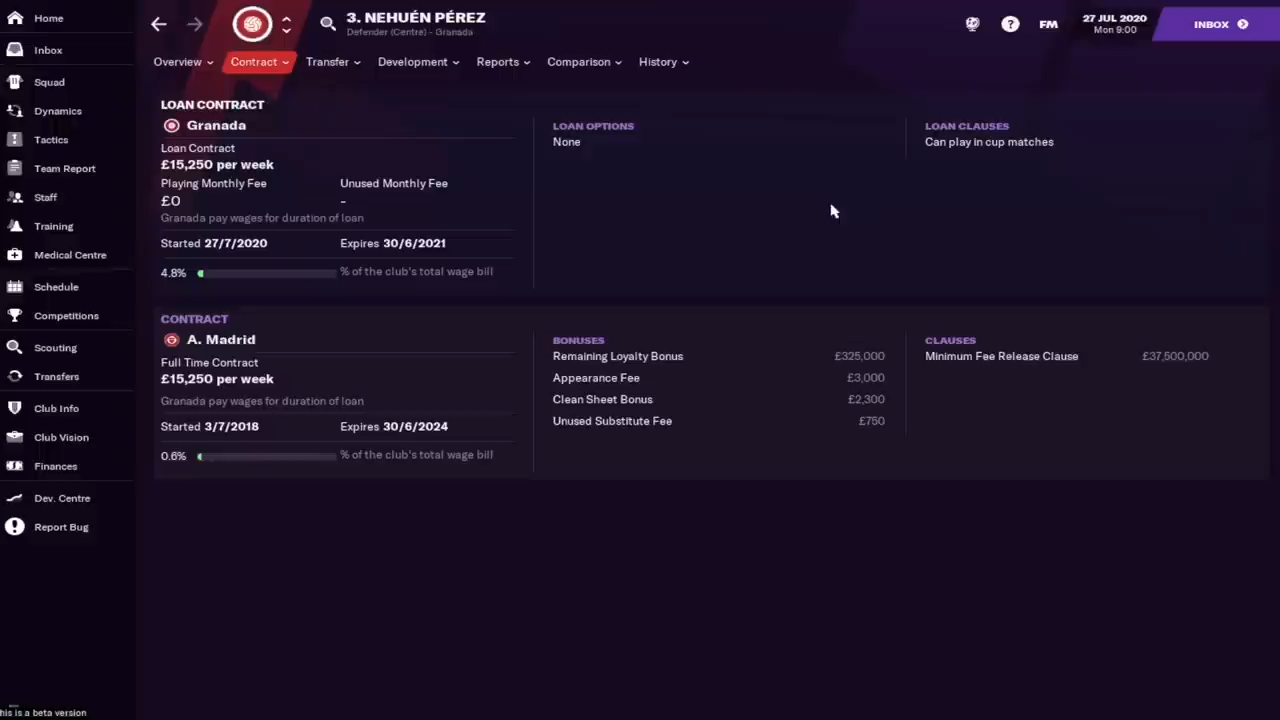 Home
Inbox
Squad
Dynamics
Tactics
Team Report
Staff
Training
Medical Centre
Schedule
Competitions
Scouting
Transfers
Club Info
Club Vision
Finances
Dev. Centre
Report Bug
his is a beta version
3. NEHUÉN PÉREZ
Defender (Centre) - Granada
FM
27 JUL 2020
Mon 9:00
INBOX
Overview
Contract
Transfer
Development
Reports
Comparison
History
LOAN CONTRACT
Granada
Loan Contract
£15,250 per week
Playing Monthly Fee Unused Monthly Fee
£0 -
Granada pay wages for duration of loan
Started 27/7/2020 Expires 30/6/2021
4.8% % of the club's total wage bill
LOAN OPTIONS
None
LOAN CLAUSES
Can play in cup matches
CONTRACT
A. Madrid
Full Time Contract
£15,250 per week
Granada pay wages for duration of loan
Started 3/7/2018 Expires 30/6/2024
0.6% % of the club's total wage bill
BONUSES
Remaining Loyalty Bonus £325,000
Appearance Fee £3,000
Clean Sheet Bonus £2,300
Unused Substitute Fee £750
CLAUSES
Minimum Fee Release Clause £37,500,000